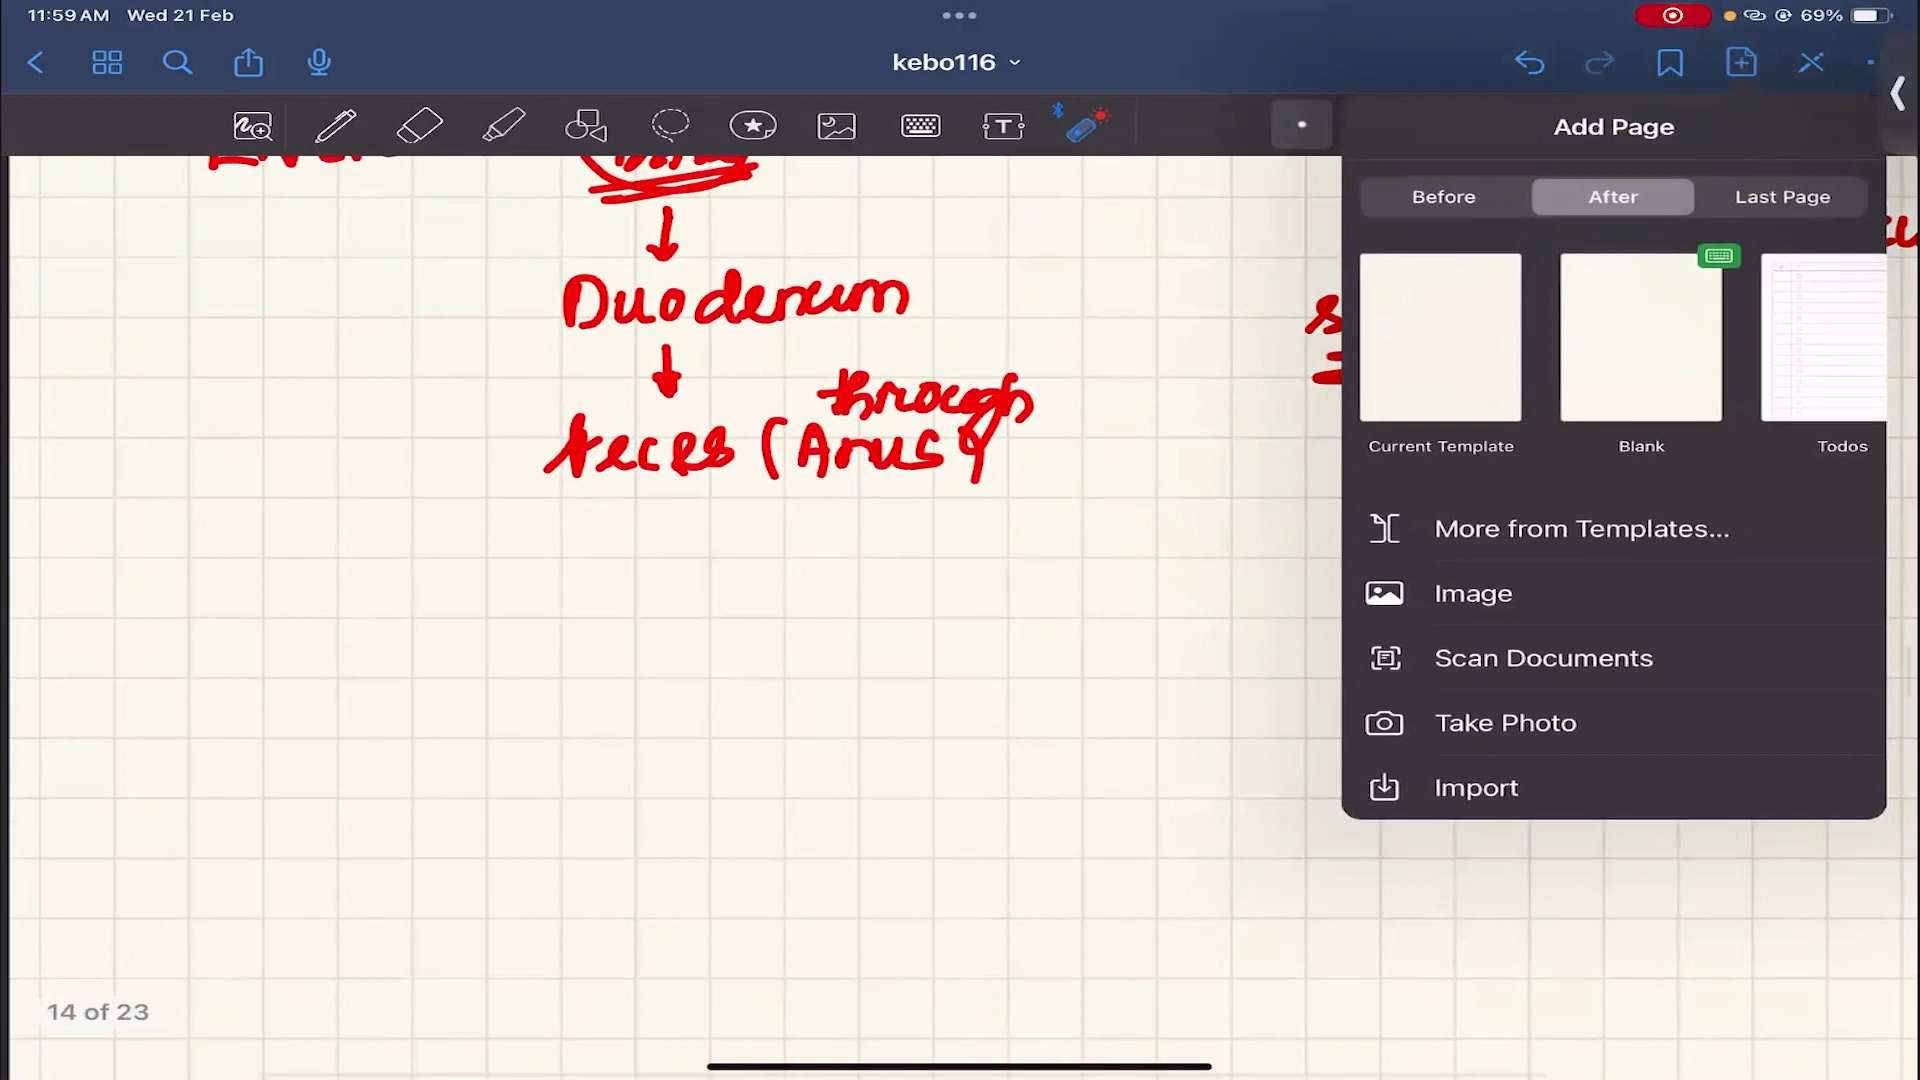 11:59 AM Wed 21 Feb
69%
kebo116
Add Page
Before After Last Page
Duodenum
through
feces (Anus)
Current Template Blank Todos
More from Templates...
Image
Scan Documents
Take Photo
Import
14 of 23